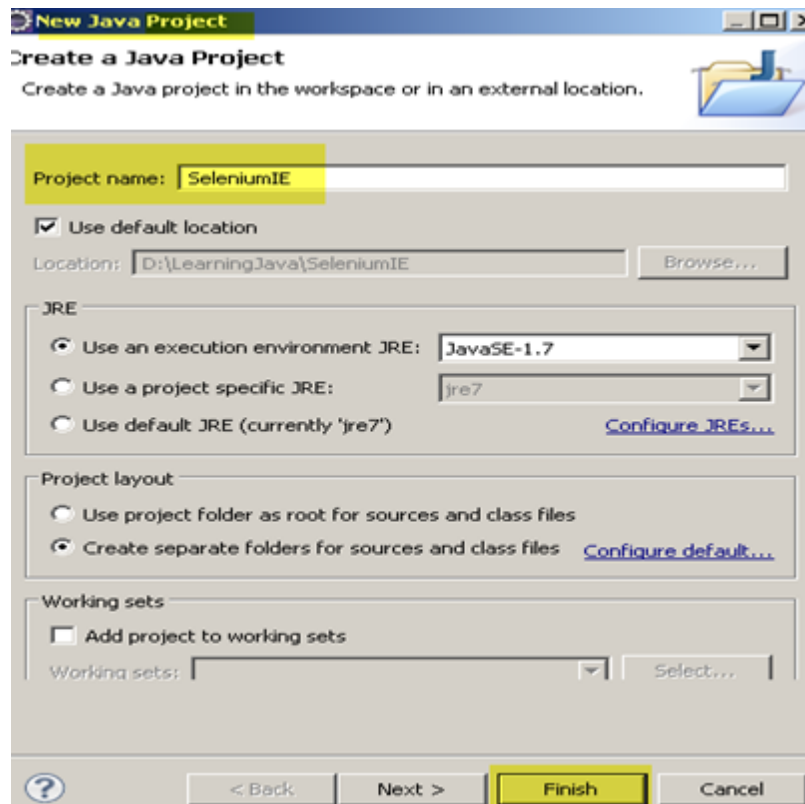 New Java Project
Create a Java Project
Create a Java project in the workspace or in an external location.
Project name: SeleniumIE
Use default location
Location: D:\LearningJava\SeleniumIE Browse...
JRE
Use an execution environment JRE: JavaSE-1.7
Use a project specific JRE: jre7
Use default JRE (currently 'jre7') Configure JREs...
Project layout
Use project folder as root for sources and class files
Create separate folders for sources and class files Configure default...
Working sets
Add project to working sets
Working sets: Select...
? < Back Next > Finish Cancel